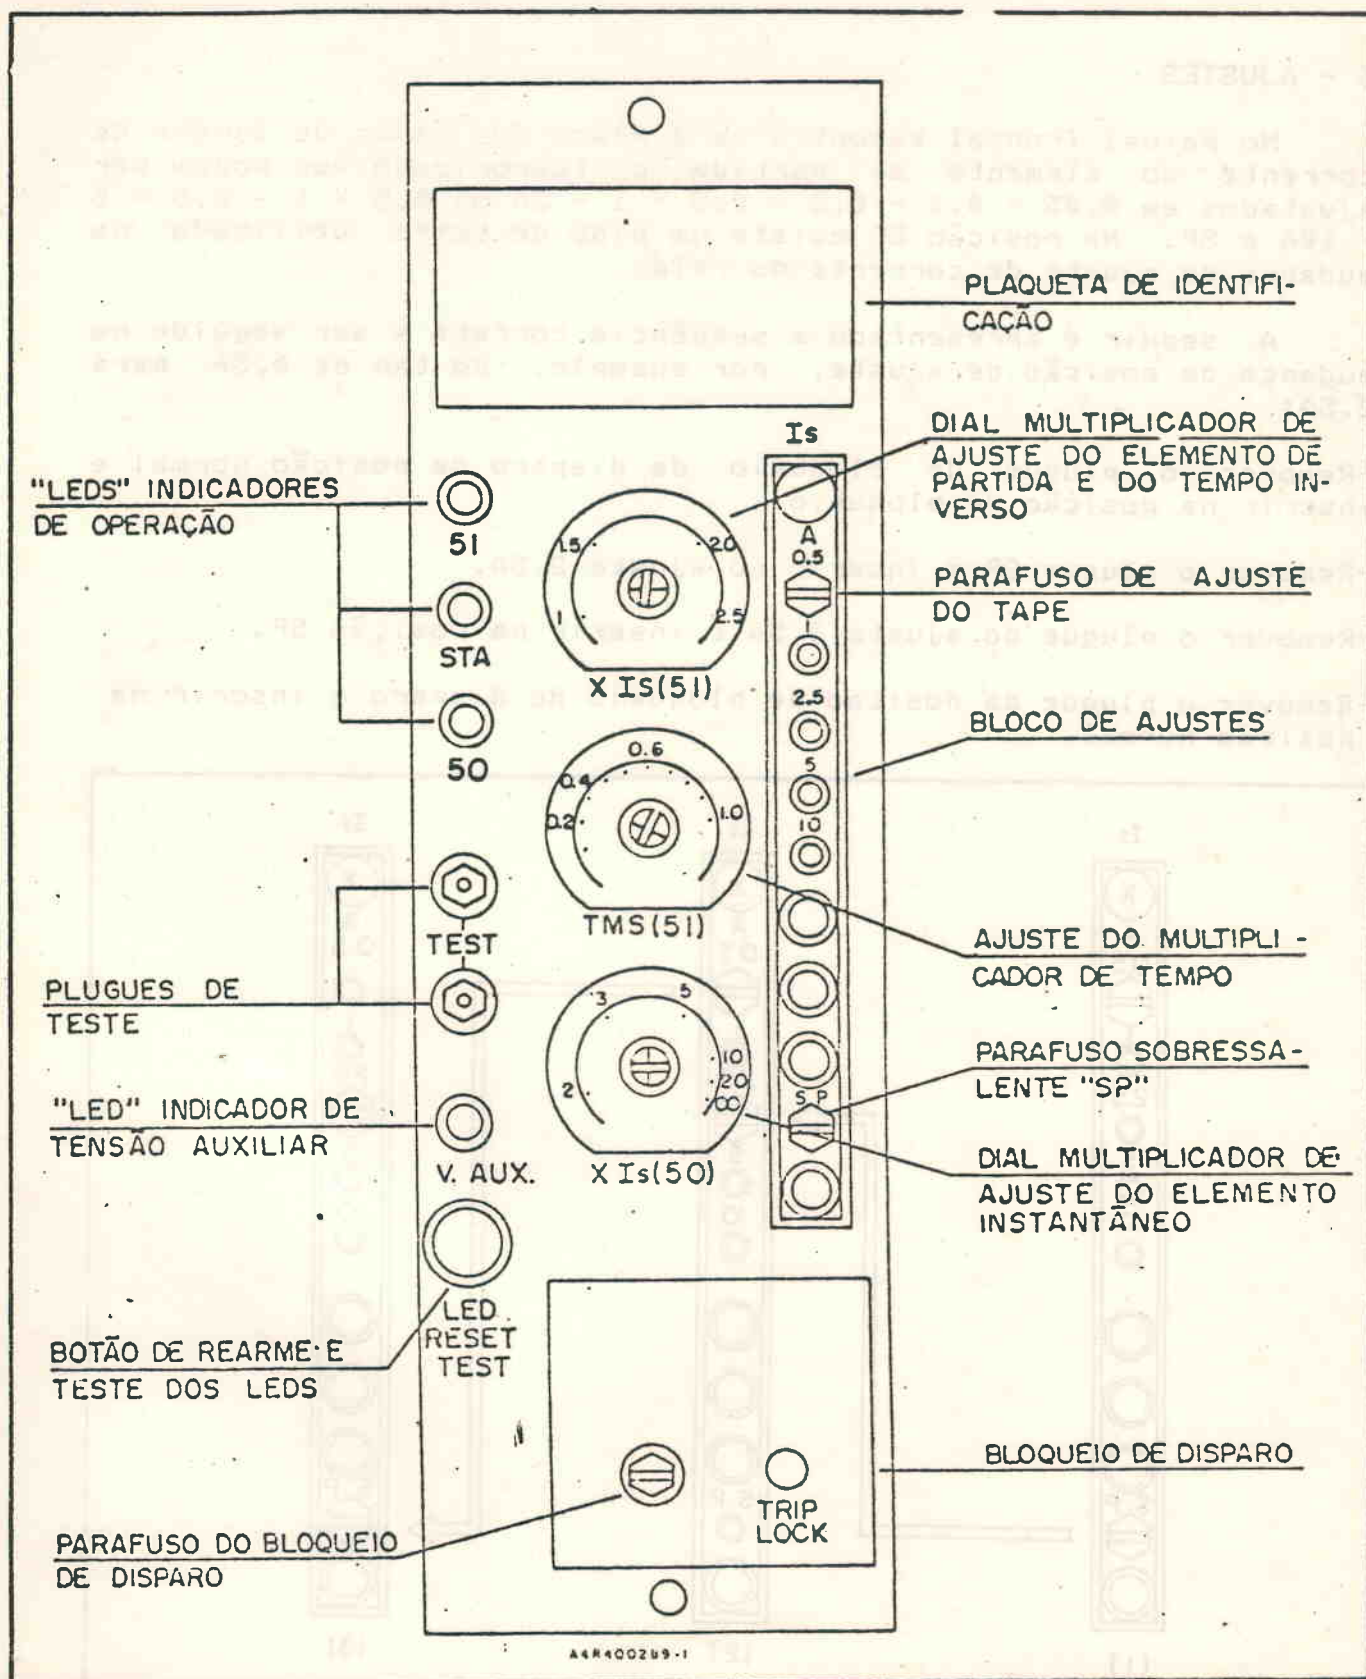 PLAQUETA DE IDENTIFI-
CAÇÃO
Is
DIAL MULTIPLICADOR DE
AJUSTE DO ELEMENTO DE
PARTIDA E DO TEMPO IN-
VERSO
"LEDS" INDICADORES
DE OPERAÇÃO
51
STA
50
1
1.5
2.0
2.5
X IS(51)
A
0.5
1
2.5
5
10
PARAFUSO DE AJUSTE
DO TAPE
BLOCO DE AJUSTES
0.2
0.4
0.6
1.0
TMS(51)
AJUSTE DO MULTIPLI-
CADOR DE TEMPO
TEST
PLUGUES DE
TESTE
2
3
5
10
20
∞
X Is(50)
SP
PARAFUSO SOBRESSA-
LENTE "SP"
"LED" INDICADOR DE
TENSÃO AUXILIAR
V. AUX.
DIAL MULTIPLICADOR DE
AJUSTE DO ELEMENTO
INSTANTÂNEO
LED
RESET
TEST
BOTÃO DE REARME E
TESTE DOS LEDS
BLOQUEIO DE DISPARO
TRIP
LOCK
PARAFUSO DO BLOQUEIO
DE DISPARO